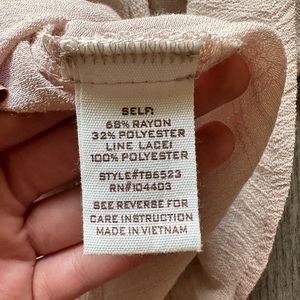 SELF:
68% RAYON
32% POLYESTER
LINE LACE:
100% POLYESTER
STYLE#TB6523
RN#104403
SEE REVERSE FOR
CARE INSTRUCTION
MADE IN VIETNAM